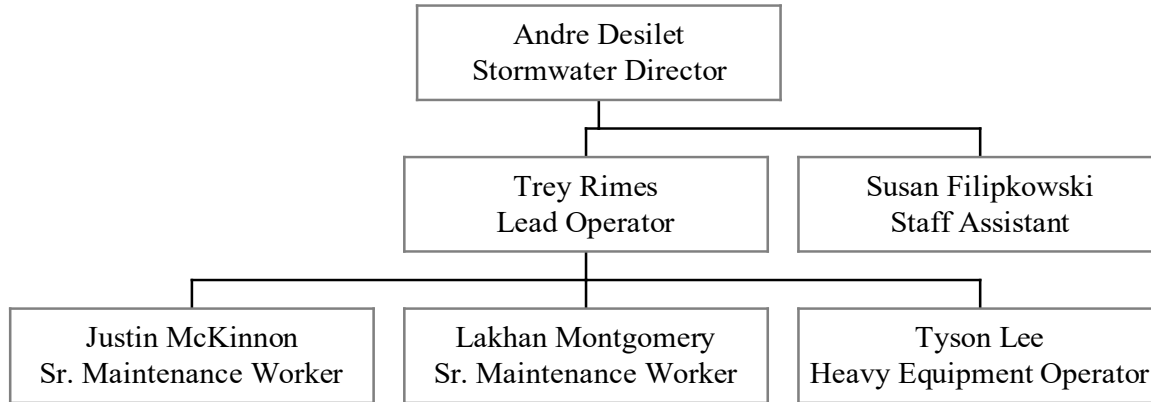 Andre Desilet
Stormwater Director
Trey Rimes
Lead Operator
Susan Filipkowski
Staff Assistant
Justin McKinnon
Sr. Maintenance Worker
Lakhan Montgomery
Sr. Maintenance Worker
Tyson Lee
Heavy Equipment Operator